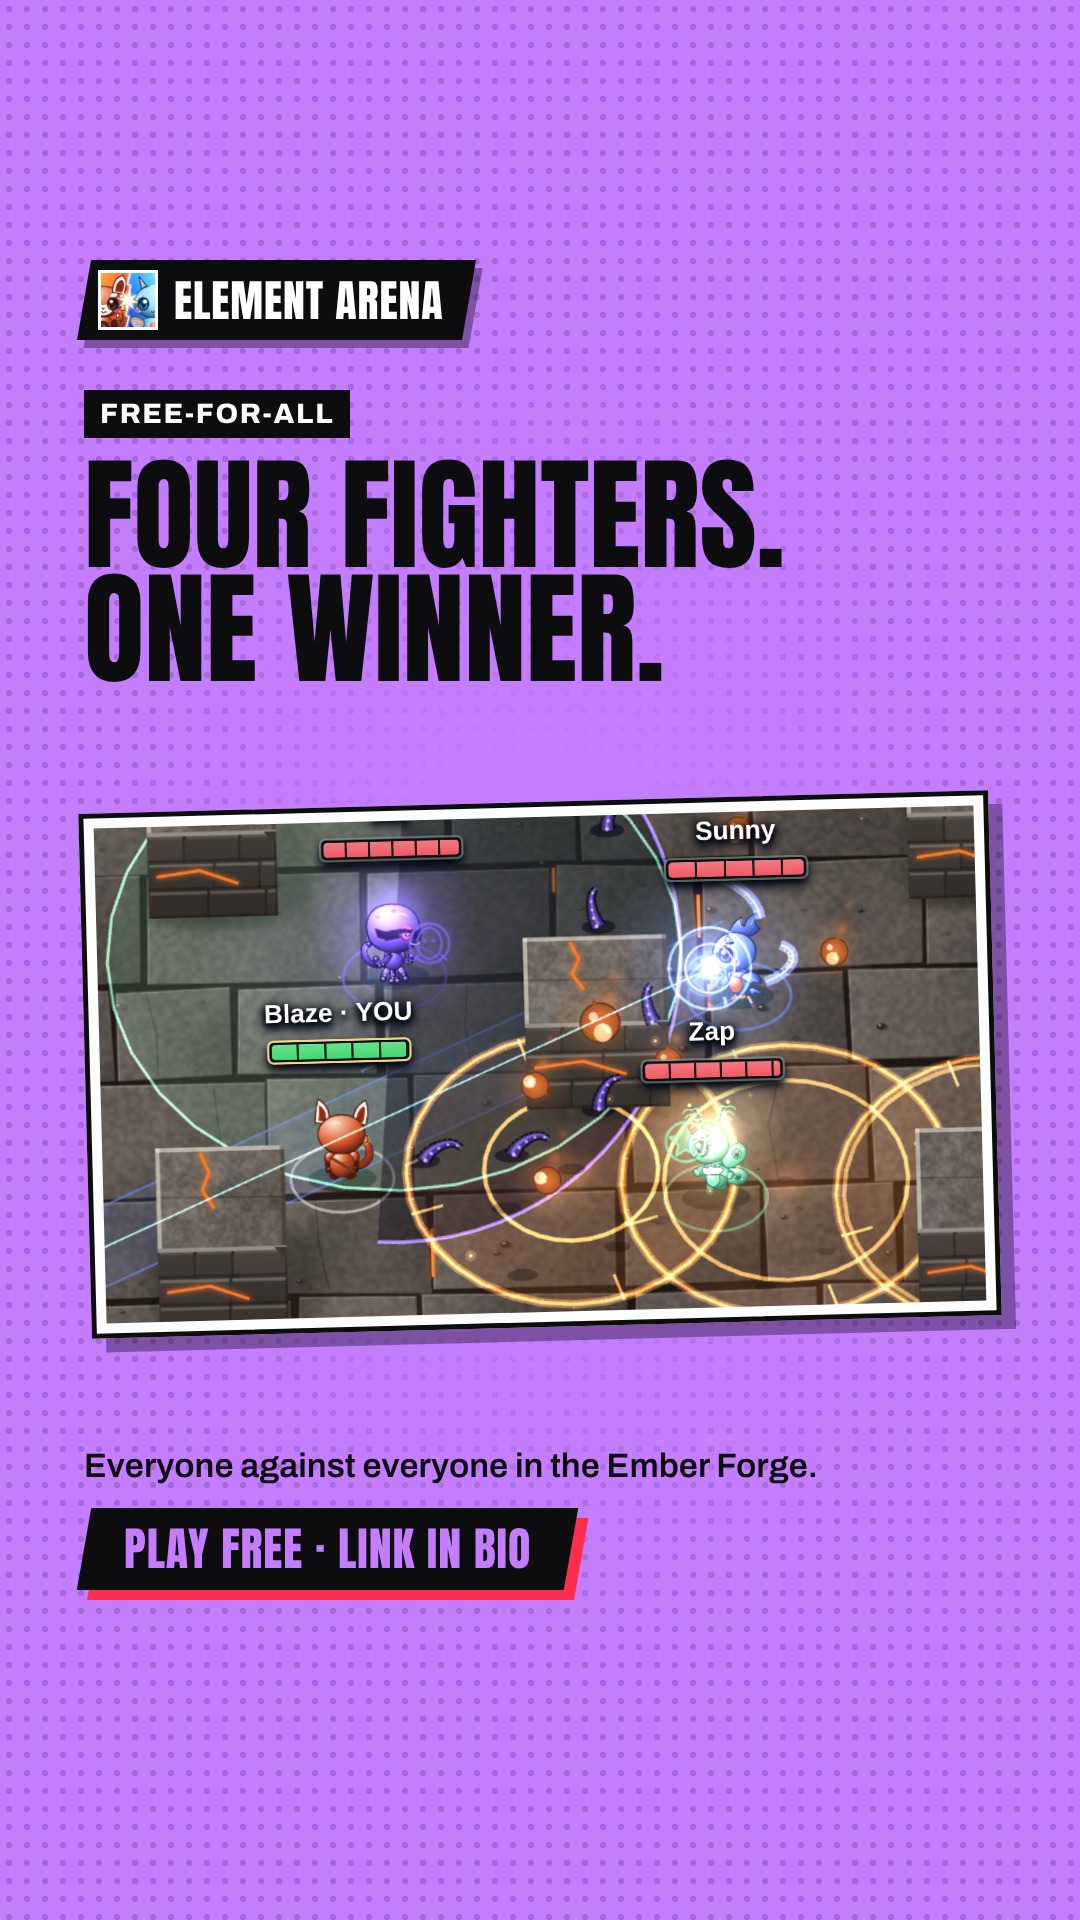 ELEMENT ARENA
FREE-FOR-ALL
FOUR FIGHTERS.
ONE WINNER.
Sunny
Blaze · YOU
Zap
Everyone against everyone in the Ember Forge.
PLAY FREE · LINK IN BIO